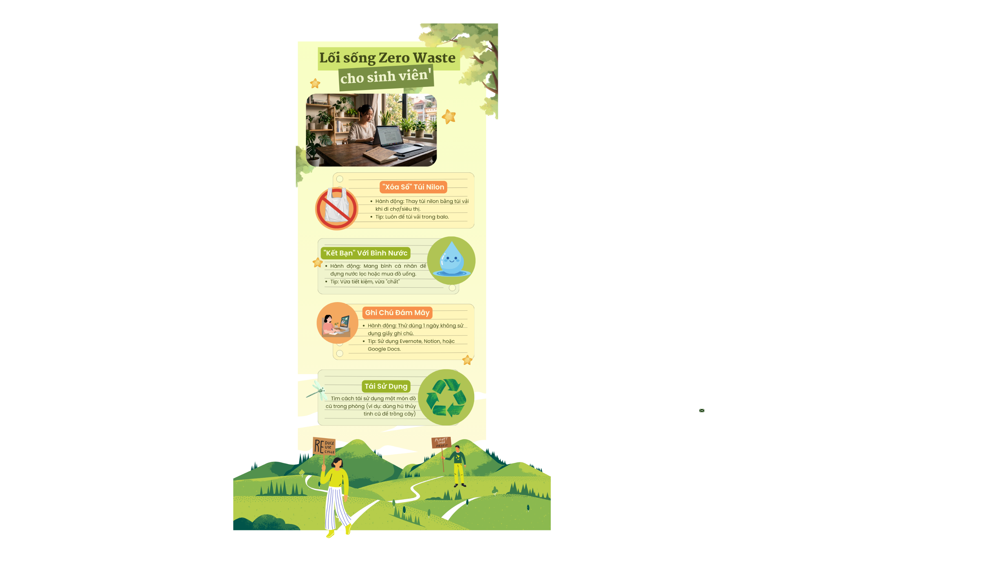 Lối sống Zero Waste
cho sinh viên'
"Xóa Sổ" Túi Nilon
• Hành động: Thay túi nilon bằng túi vải
khi đi chợ/siêu thị.
• Tip: Luôn để túi vải trong balo.
"Kết Bạn" Với Bình Nước
• Hành động: Mang bình cá nhân để
đựng nước lọc hoặc mua đồ uống.
• Tip: Vừa tiết kiệm, vừa "chất"
Ghi Chú Đám Mây
• Hành động: Thử dùng 1 ngày không sử
dụng giấy ghi chú.
• Tip: Sử dụng Evernote, Notion, hoặc
Google Docs.
Tái Sử Dụng
Tìm cách tái sử dụng một món đồ
cũ trong phòng (ví dụ: dùng hũ thủy
tinh cũ để trồng cây)
REDUCE
USE
CYCLE
PLANET
OVER
PROFIT